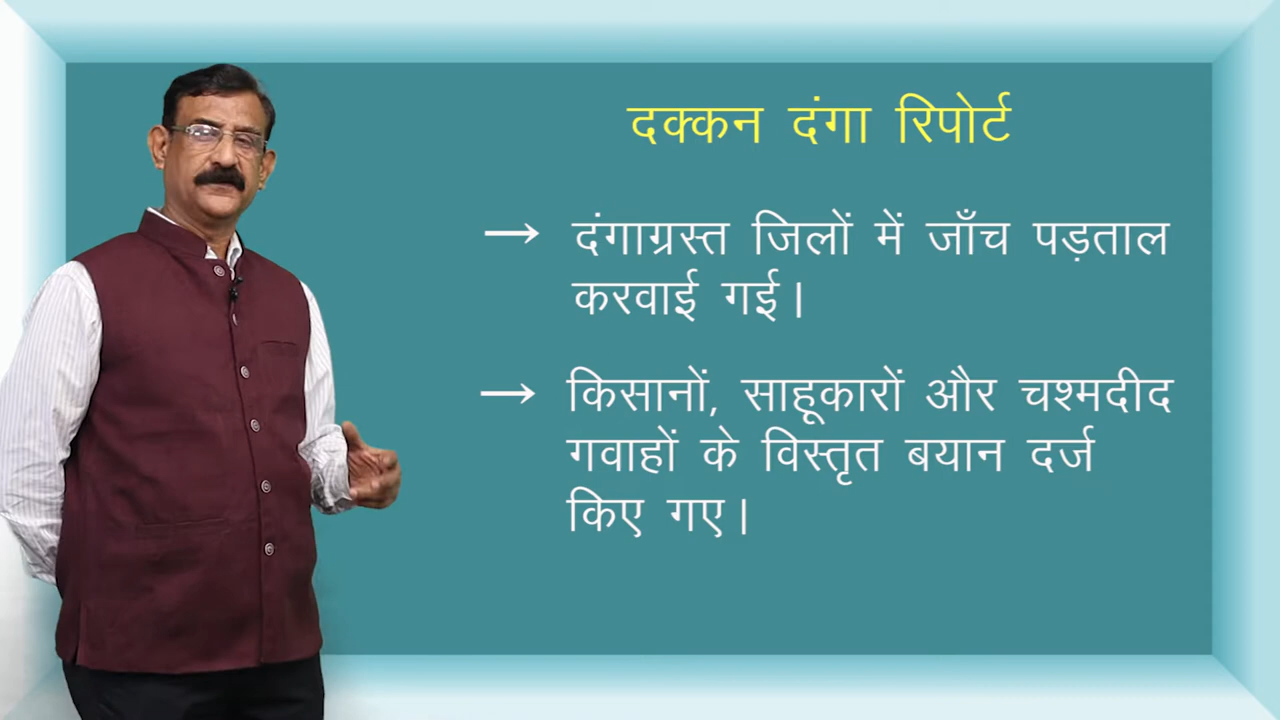 दक्कन दंगा रिपोर्ट
→ दंगाग्रस्त जिलों में जाँच पड़ताल
करवाई गई।
→ किसानों, साहूकारों और चश्मदीद
गवाहों के विस्तृत बयान दर्ज
किए गए।